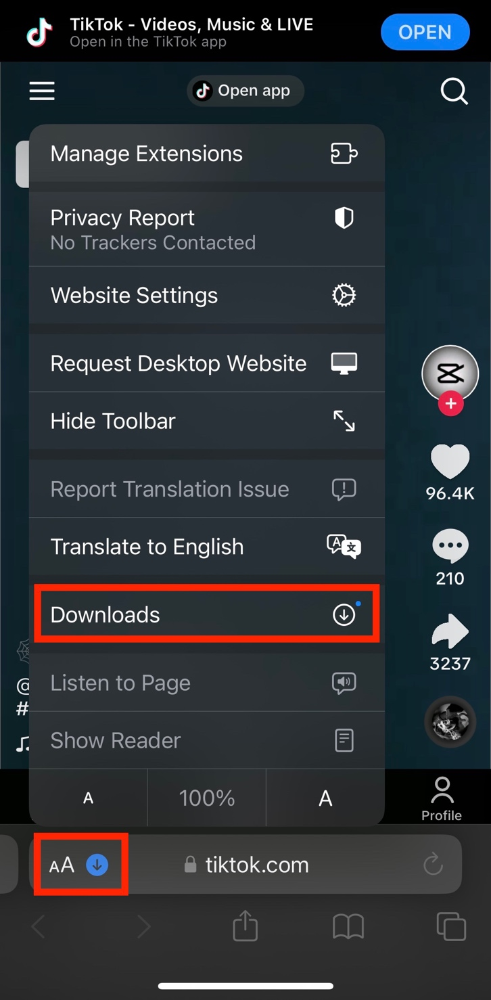 TikTok - Videos, Music & LIVE
Open in the TikTok app
OPEN
Open app
Manage Extensions
Privacy Report
No Trackers Contacted
Website Settings
Request Desktop Website
Hide Toolbar
96.4K
Report Translation Issue
Translate to English
210
Downloads
3237
@
Listen to Page
#
Show Reader
A
100%
A
Profile
AA
tiktok.com